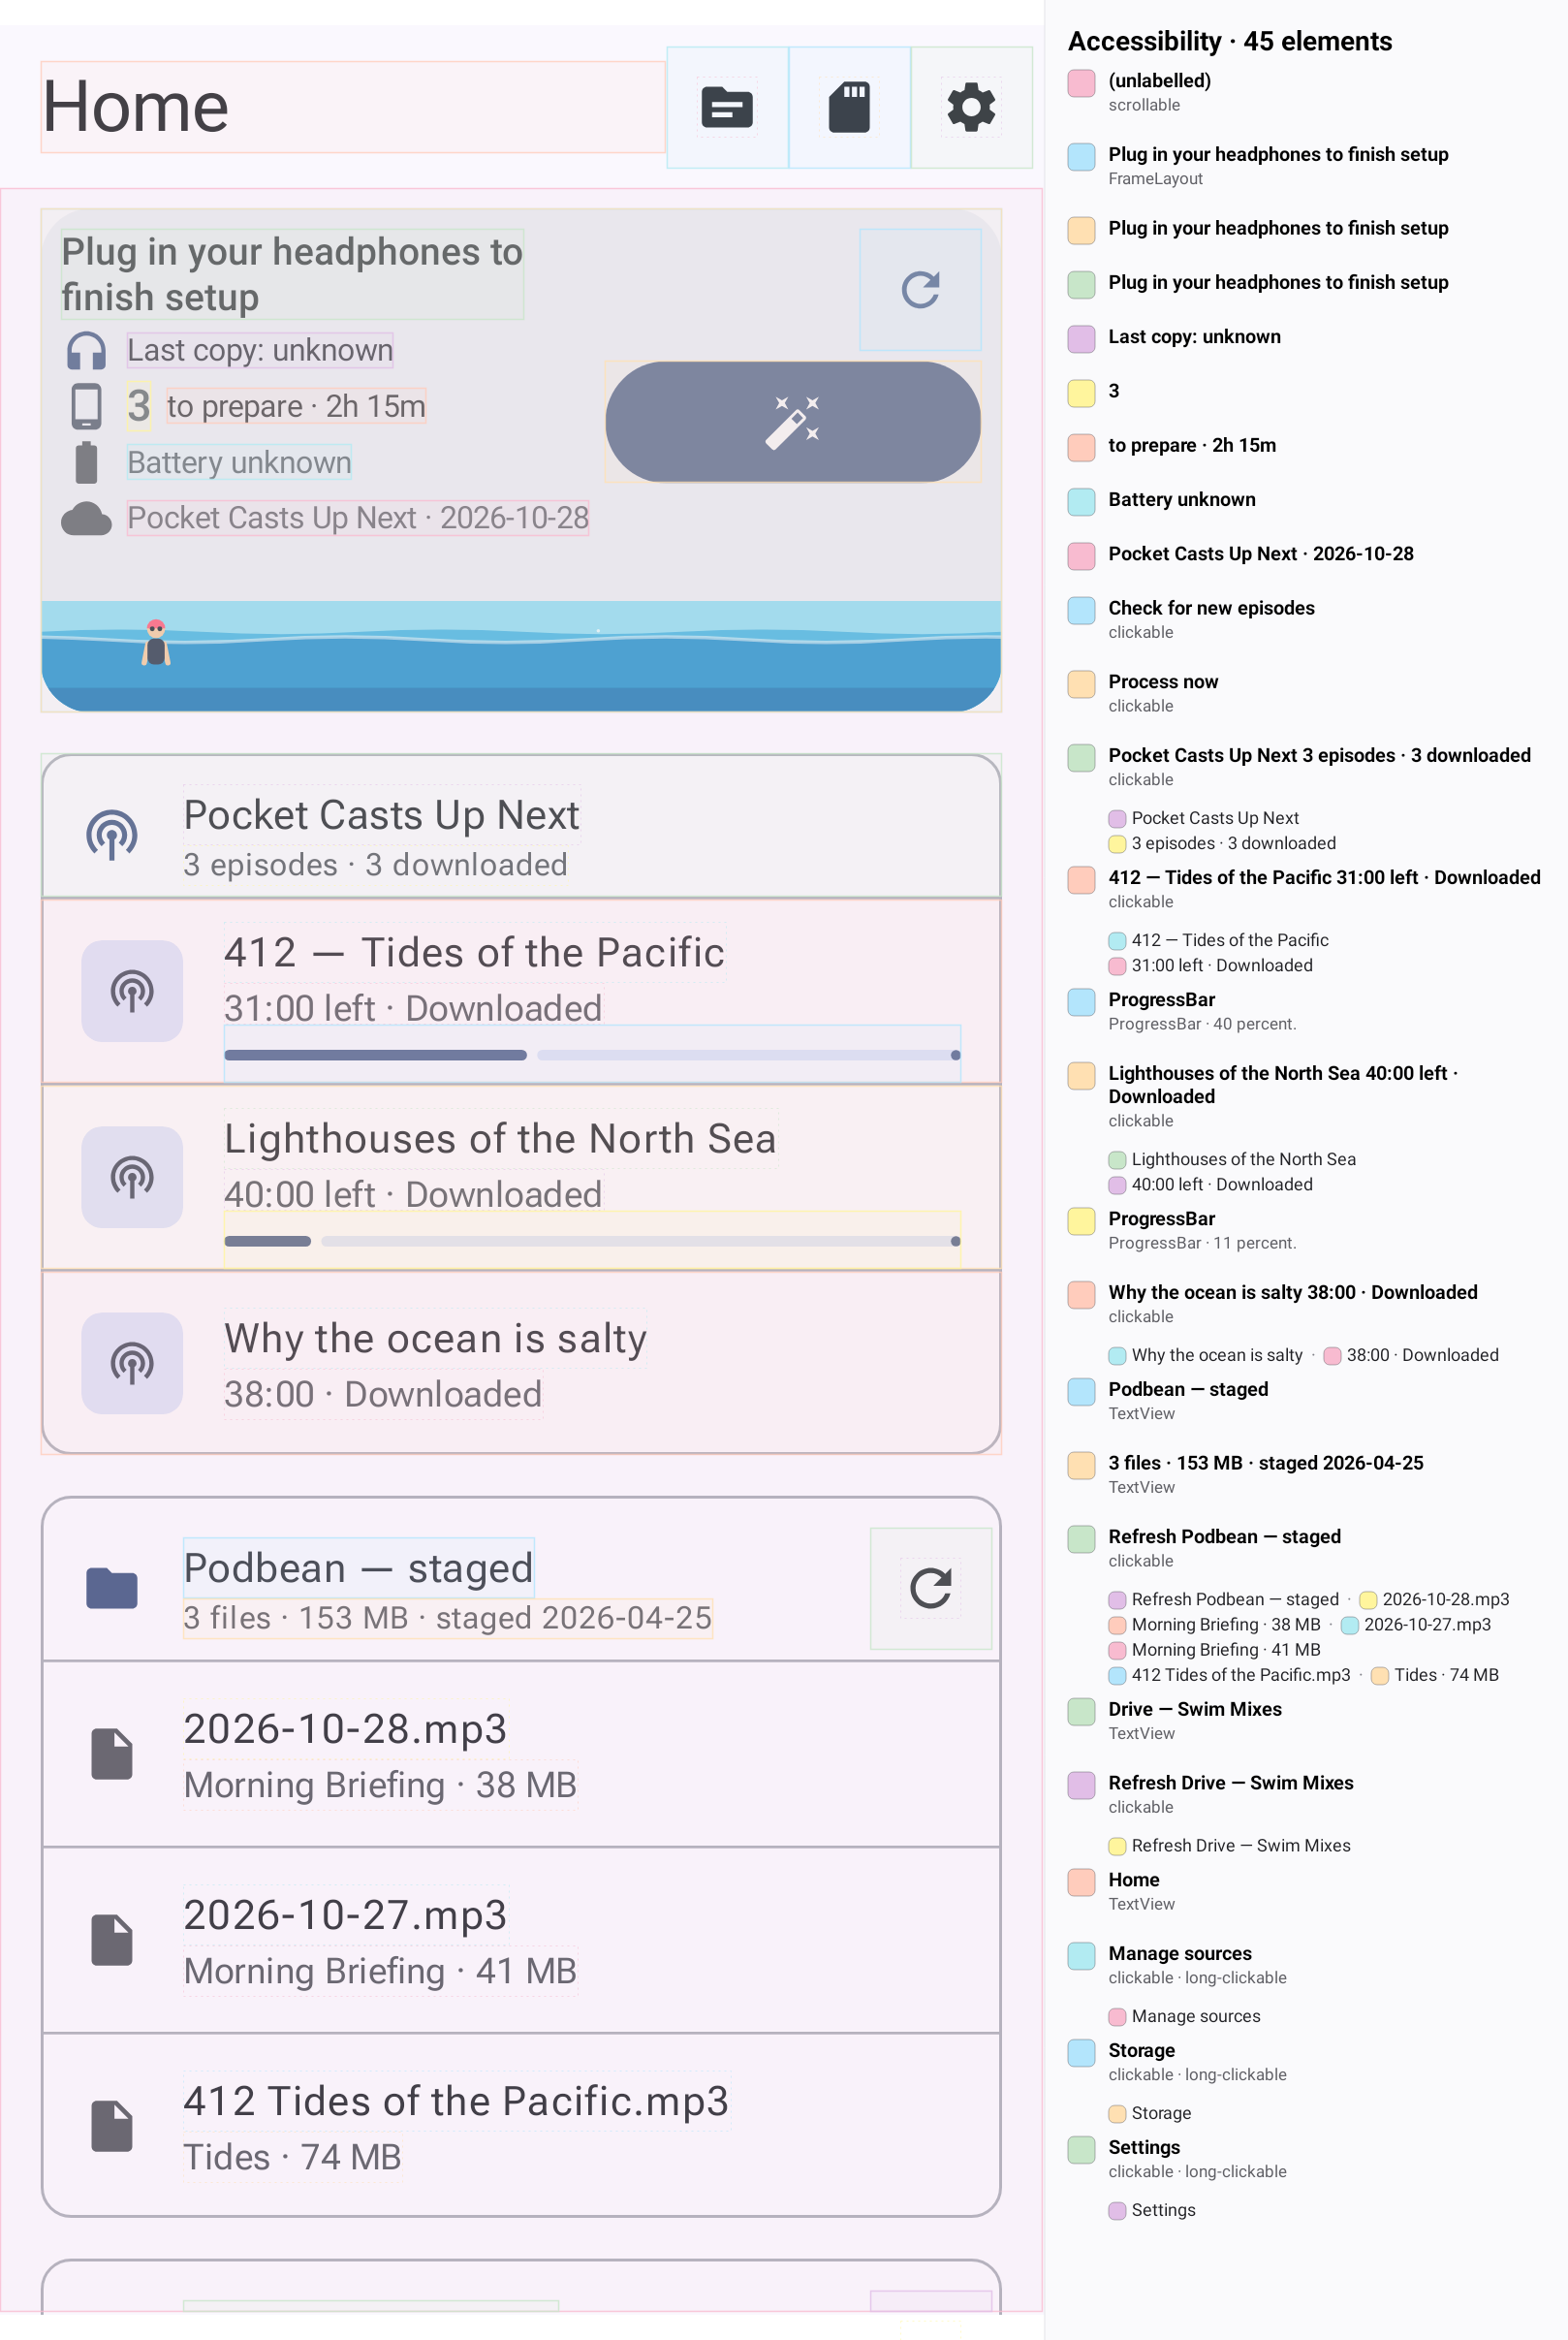 Home
Plug in your headphones to
finish setup
Last copy: unknown
3 to prepare · 2h 15m
Battery unknown
Pocket Casts Up Next · 2026-10-28
Pocket Casts Up Next
3 episodes · 3 downloaded
412 — Tides of the Pacific
31:00 left · Downloaded
Lighthouses of the North Sea
40:00 left · Downloaded
Why the ocean is salty
38:00 · Downloaded
Podbean — staged
3 files · 153 MB · staged 2026-04-25
2026-10-28.mp3
Morning Briefing · 38 MB
2026-10-27.mp3
Morning Briefing · 41 MB
412 Tides of the Pacific.mp3
Tides · 74 MB
Accessibility · 45 elements
(unlabelled)
scrollable
Plug in your headphones to finish setup
FrameLayout
Plug in your headphones to finish setup
Plug in your headphones to finish setup
Last copy: unknown
3
to prepare · 2h 15m
Battery unknown
Pocket Casts Up Next · 2026-10-28
Check for new episodes
clickable
Process now
clickable
Pocket Casts Up Next 3 episodes · 3 downloaded
clickable
Pocket Casts Up Next
3 episodes · 3 downloaded
412 — Tides of the Pacific 31:00 left · Downloaded
clickable
412 — Tides of the Pacific
31:00 left · Downloaded
ProgressBar
ProgressBar · 40 percent.
Lighthouses of the North Sea 40:00 left ·
Downloaded
clickable
Lighthouses of the North Sea
40:00 left · Downloaded
ProgressBar
ProgressBar · 11 percent.
Why the ocean is salty 38:00 · Downloaded
clickable
Why the ocean is salty · 38:00 · Downloaded
Podbean — staged
TextView
3 files · 153 MB · staged 2026-04-25
TextView
Refresh Podbean — staged
clickable
Refresh Podbean — staged · 2026-10-28.mp3
Morning Briefing · 38 MB · 2026-10-27.mp3
Morning Briefing · 41 MB
412 Tides of the Pacific.mp3 · Tides · 74 MB
Drive — Swim Mixes
TextView
Refresh Drive — Swim Mixes
clickable
Refresh Drive — Swim Mixes
Home
TextView
Manage sources
clickable · long-clickable
Manage sources
Storage
clickable · long-clickable
Storage
Settings
clickable · long-clickable
Settings